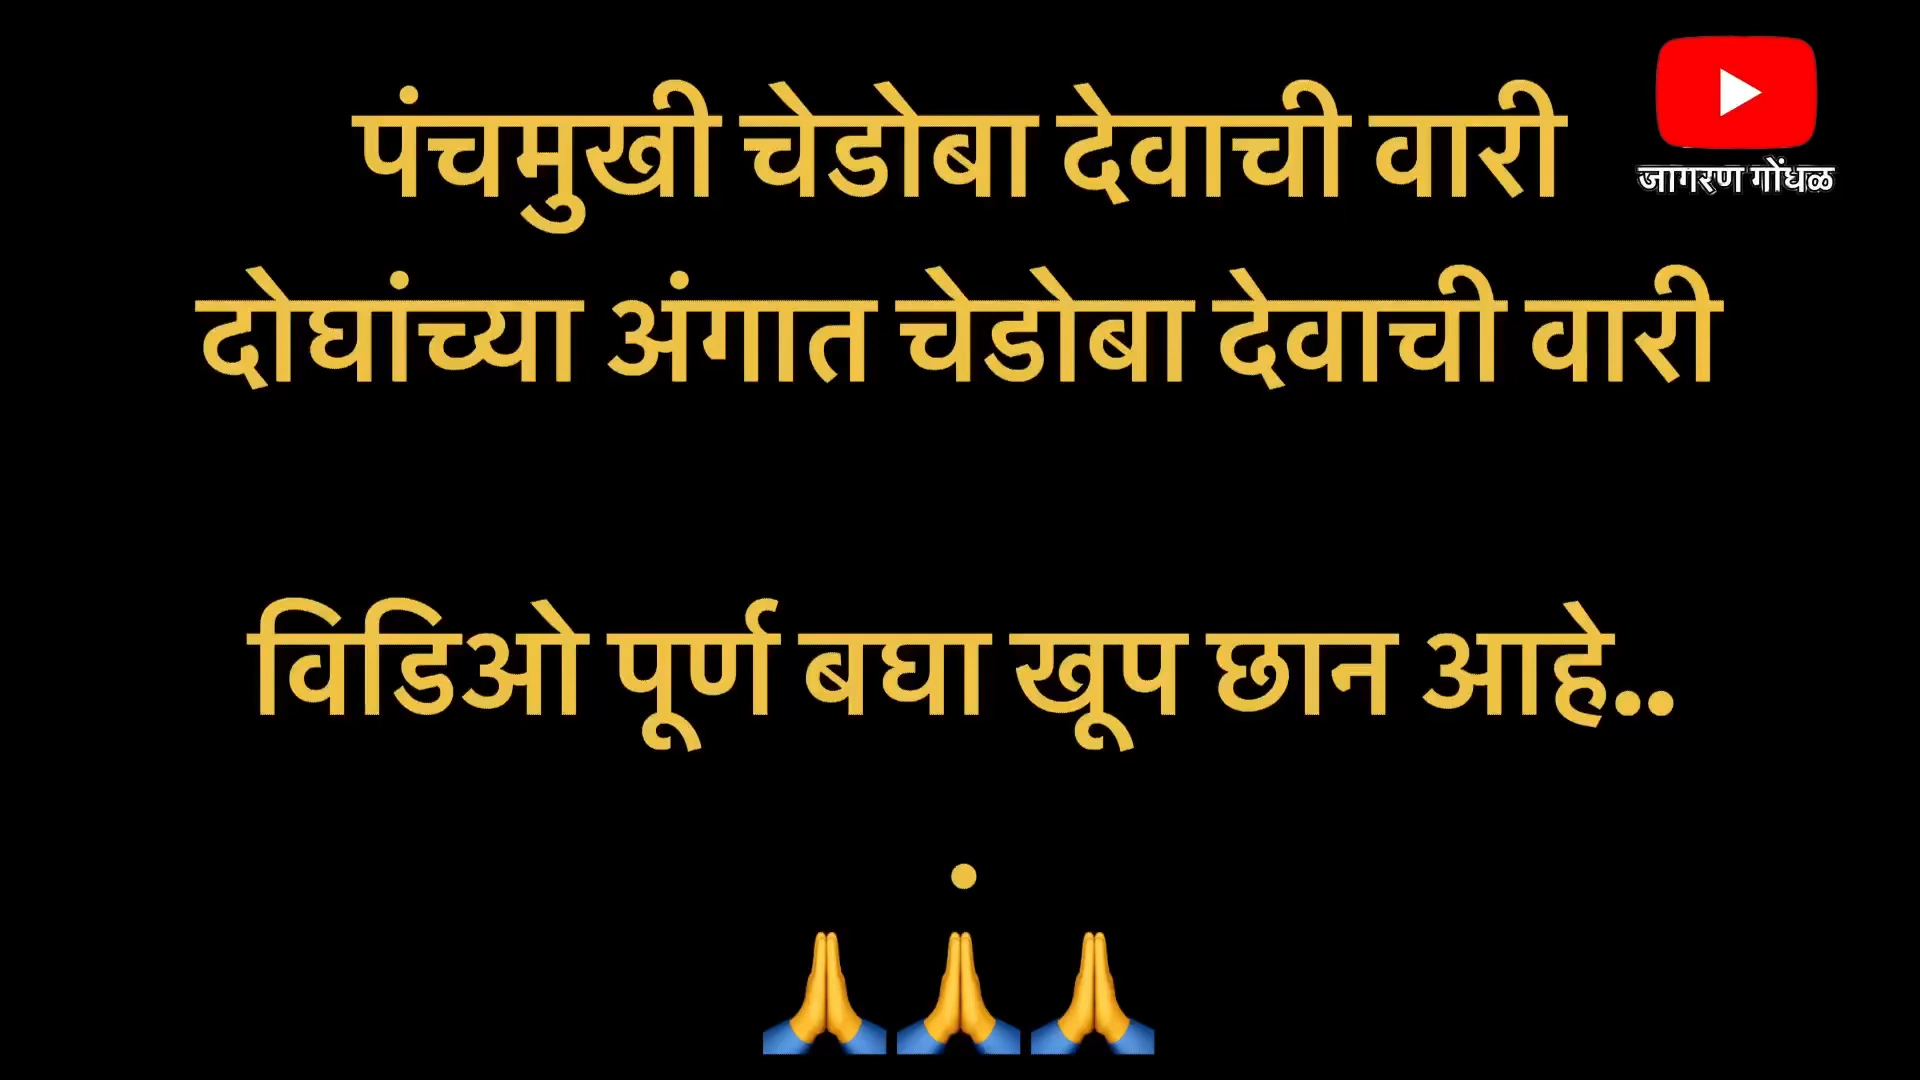 पंचमुखी चेडोबा देवाची वारी
जागरण गोंधळ
दोघांच्या अंगात चेडोबा देवाची वारी
विडिओ पूर्ण बघा खूप छान आहे..
.
🙏🙏🙏